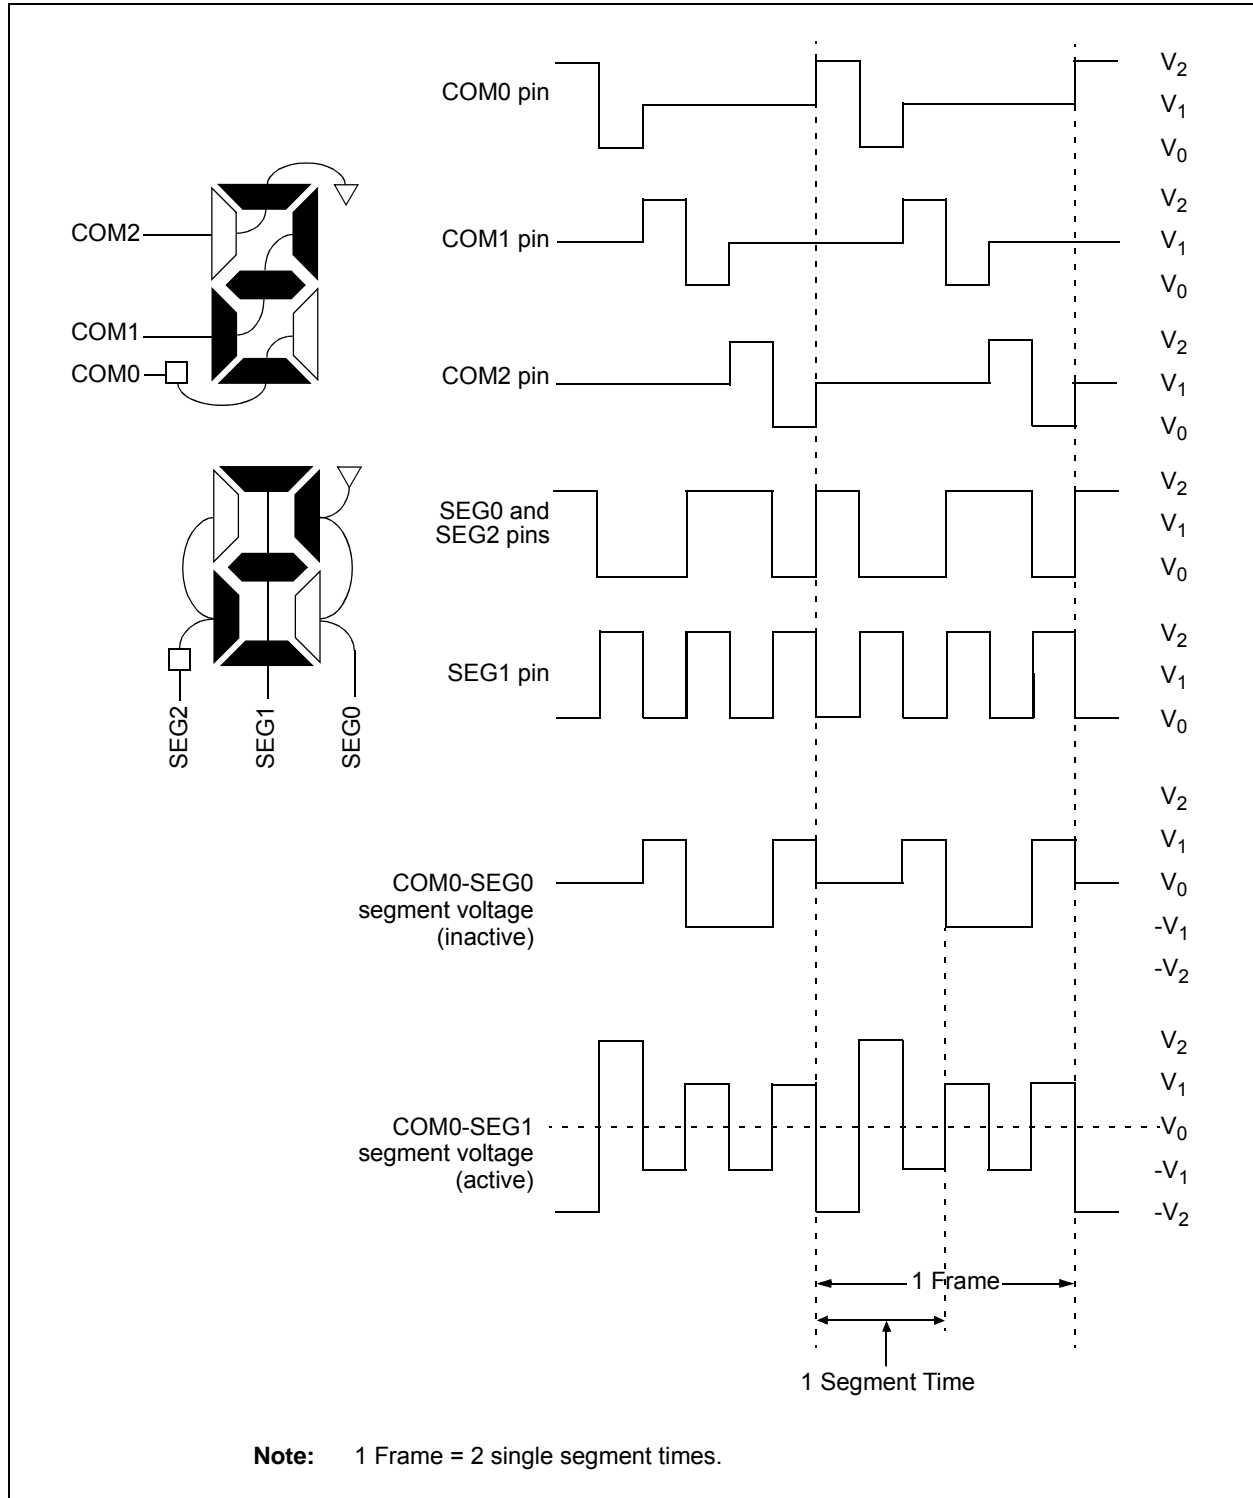 COM0 pin
V2
V1
V0
COM2
COM1
COM0
COM1 pin
V2
V1
V0
COM2 pin
V2
V1
V0
SEG0 and
SEG2 pins
V2
V1
V0
SEG2
SEG1
SEG0
SEG1 pin
V2
V1
V0
COM0-SEG0
segment voltage
(inactive)
V2
V1
V0
-V1
-V2
COM0-SEG1
segment voltage
(active)
V2
V1
V0
-V1
-V2
1 Frame
1 Segment Time
Note: 1 Frame = 2 single segment times.